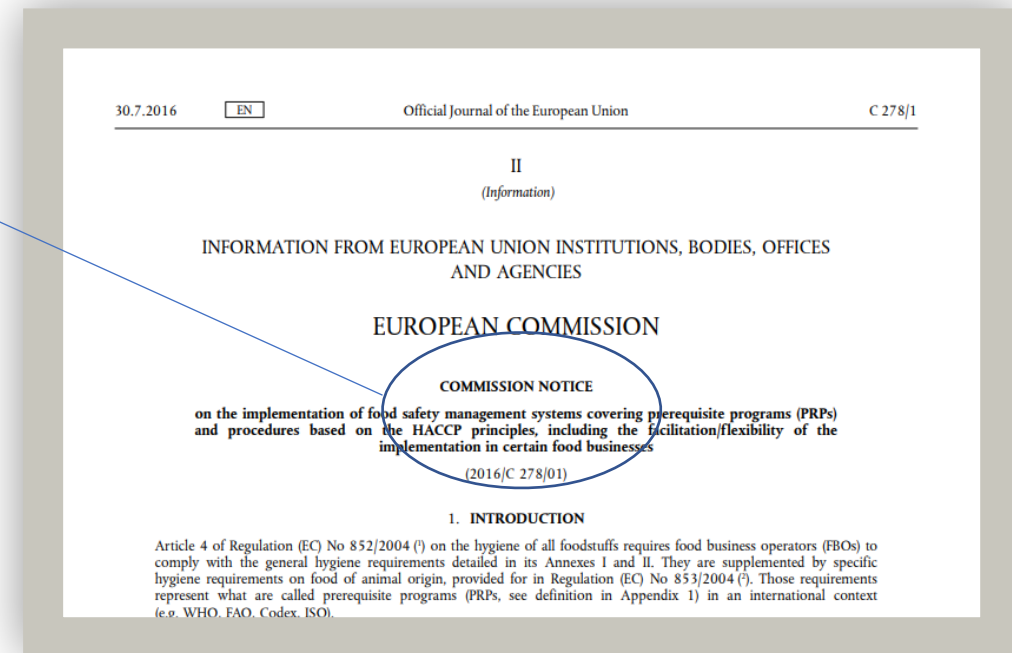 30.7.2016 EN Official Journal of the European Union C 278/1
II
(Information)
INFORMATION FROM EUROPEAN UNION INSTITUTIONS, BODIES, OFFICES
AND AGENCIES
EUROPEAN COMMISSION
COMMISSION NOTICE
on the implementation of food safety management systems covering prerequisite programs (PRPs)
and procedures based on the HACCP principles, including the facilitation/flexibility of the
implementation in certain food businesses
(2016/C 278/01)
1. INTRODUCTION
Article 4 of Regulation (EC) No 852/2004 (¹) on the hygiene of all foodstuffs requires food business operators (FBOs) to
comply with the general hygiene requirements detailed in its Annexes I and II. They are supplemented by specific
hygiene requirements on food of animal origin, provided for in Regulation (EC) No 853/2004 (²). Those requirements
represent what are called prerequisite programs (PRPs, see definition in Appendix 1) in an international context
(e.g. WHO, FAO, Codex, ISO).